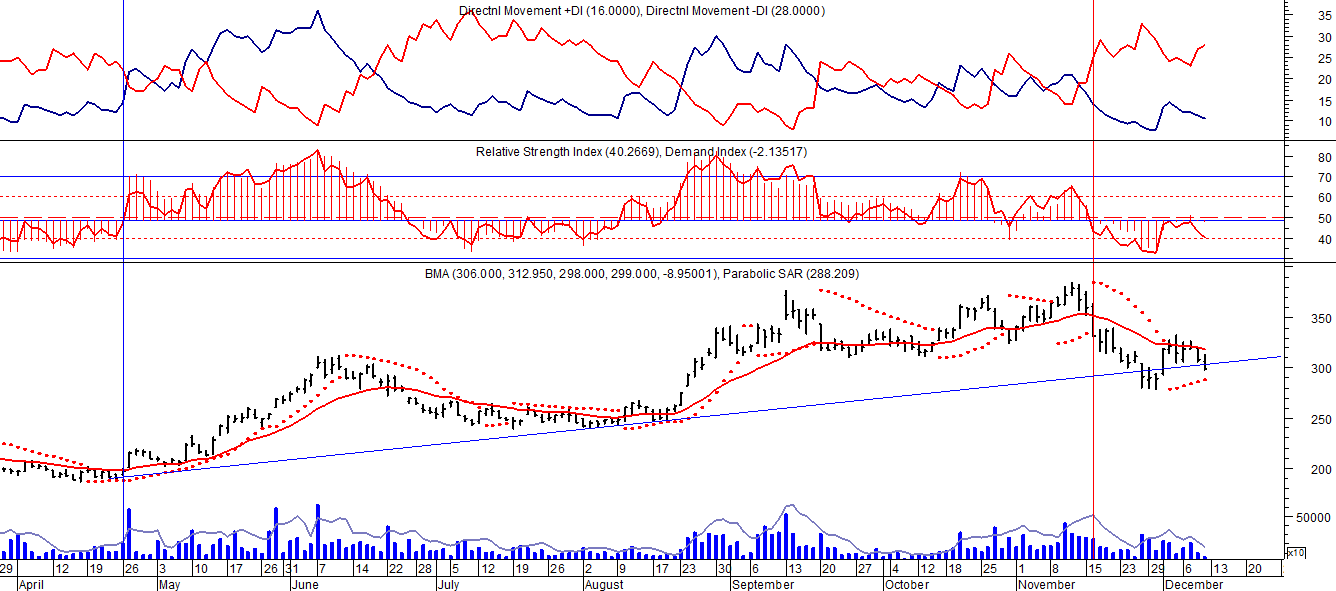 Directnl Movement +DI (16.0000), Directnl Movement -DI (28.0000)
35
30
25
20
15
10
Relative Strength Index (40.2669), Demand Index (-2.13517)
80
70
60
50
40
BMA (306.000, 312.950, 298.000, 299.000, -8.95001), Parabolic SAR (288.209)
350
300
250
200
50000
x10
29 12 19 26 3 10 17 26 31 7 14 22 28 5 12 19 26 2 9 17 23 30 6 13 20 27 4 12 18 25 1 8 15 23 29 6 13 20
April May June July August September October November December